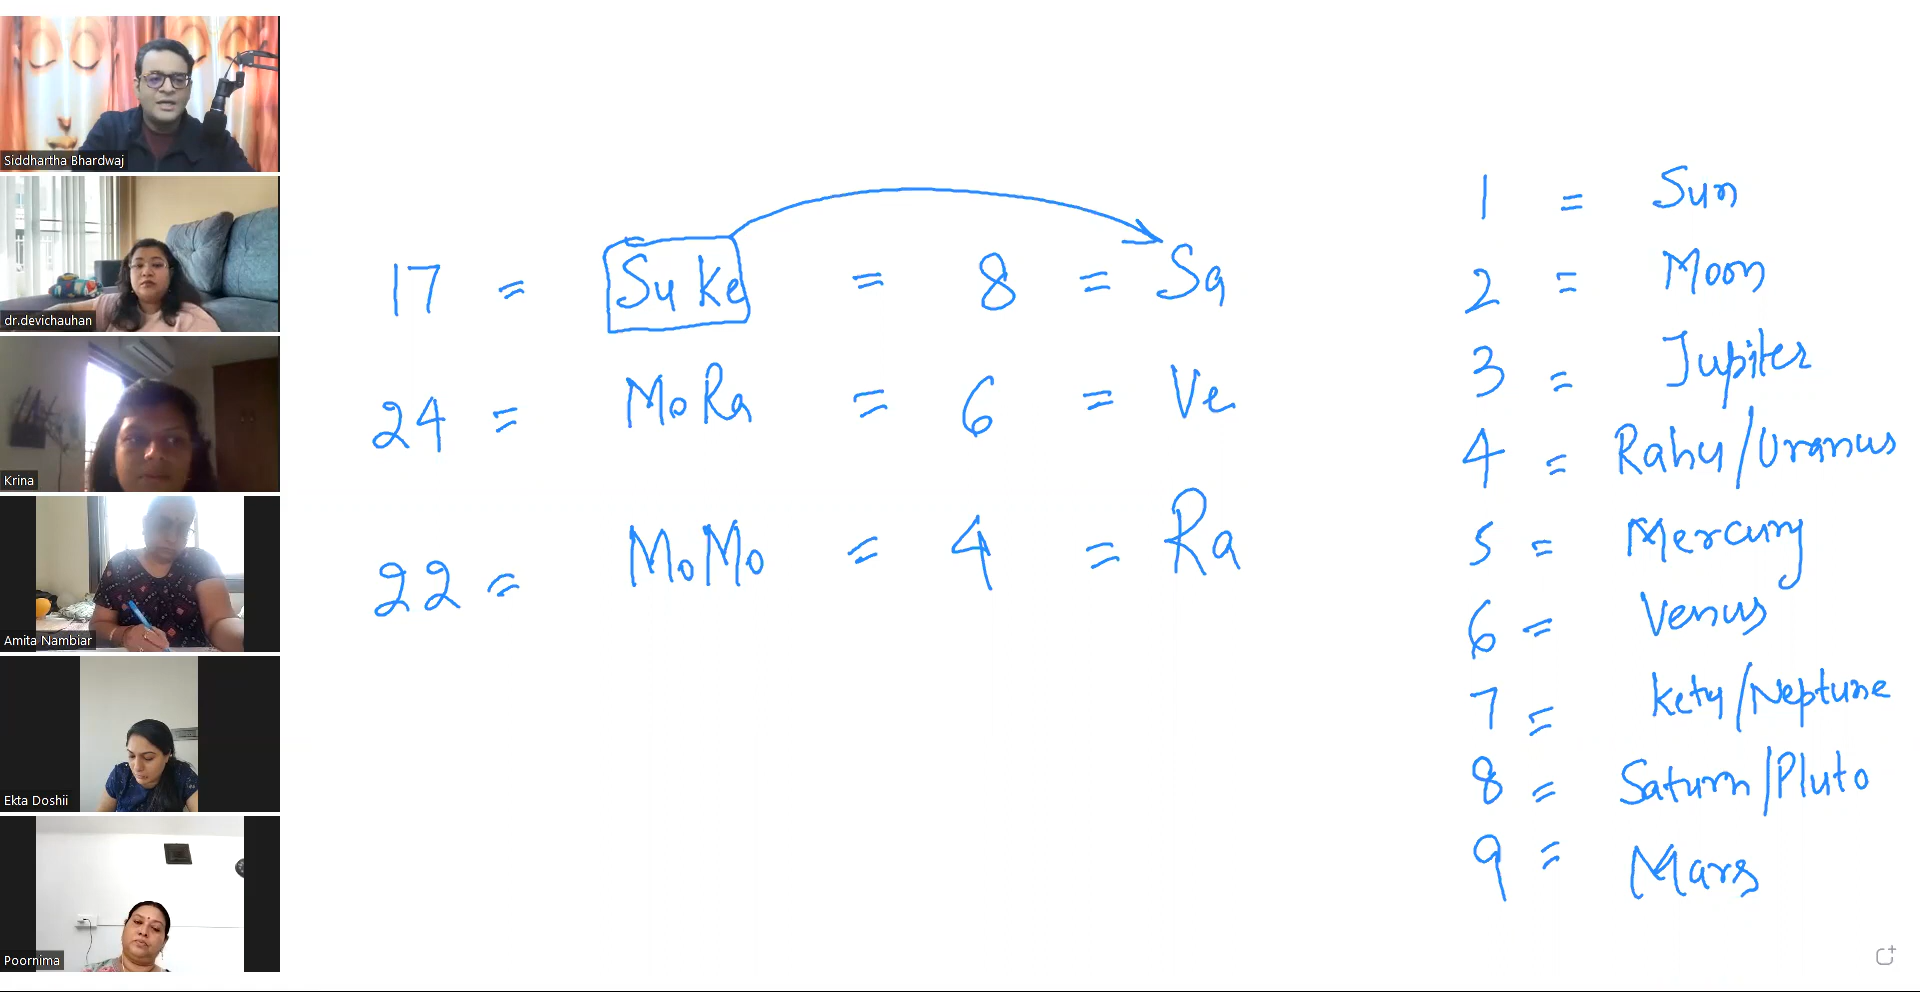 Siddhartha Bhardwaj
dr.devichauhan
Krina
Amita Nambiar
Ekta Doshii
Poornima
17 = Su Ke = 8 = Sa
24 = MoRa = 6 = Ve
22 = MoMo = 4 = Ra
1 = Sun
2 = Moon
3 = Jupiter
4 = Rahu/Uranus
5 = Mercury
6 = Venus
7 = Ketu/Neptune
8 = Saturn/Pluto
9 = Mars